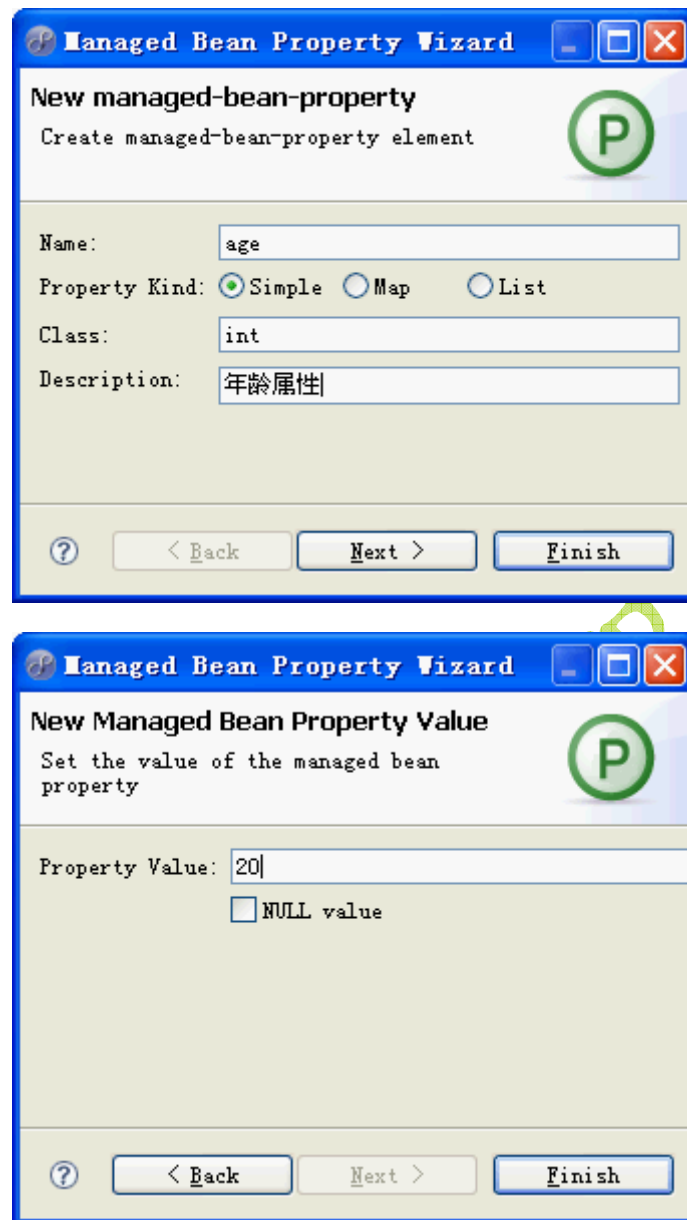 Managed Bean Property Wizard
New managed-bean-property
Create managed-bean-property element
P
Name: age
Property Kind: Simple Map List
Class: int
Description: 年龄属性
? < Back Next > Finish
Managed Bean Property Wizard
New Managed Bean Property Value
Set the value of the managed bean
property
P
Property Value: 20
NULL value
? < Back Next > Finish